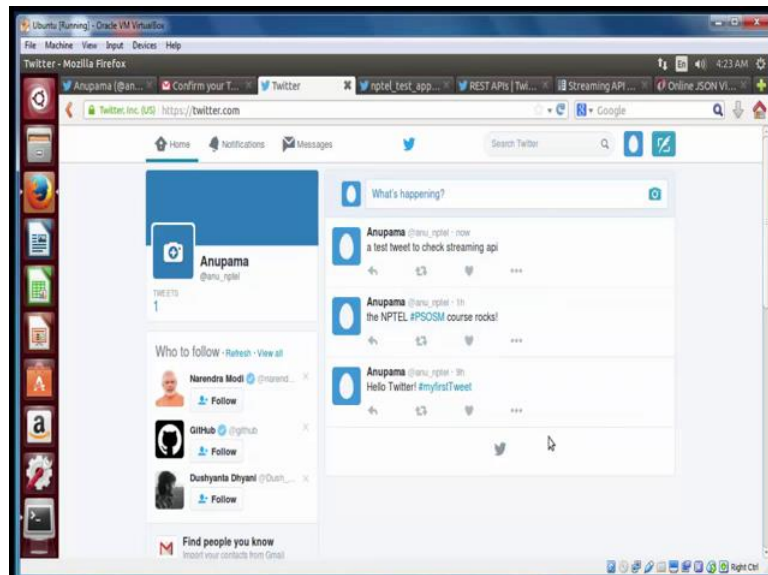 Ubuntu [Running] - Oracle VM VirtualBox
File Machine View Input Devices Help
Twitter - Mozilla Firefox
En 4:23 AM
Anupama (@an...
Confirm your T...
Twitter
nptel_test_app...
REST APIs | Twi...
Streaming API ...
Online JSON Vi...
Twitter, Inc. (US) https://twitter.com
Google
Home Notifications Messages
Search Twitter
What's happening?
Anupama @anu_nptel · now
a test tweet to check streaming api
Anupama @anu_nptel · 1h
the NPTEL #PSOSM course rocks!
Anupama @anu_nptel · 9h
Hello Twitter! #myfirstTweet
Anupama
@anu_nptel
TWEETS
1
Who to follow · Refresh · View all
Narendra Modi @narend...
Follow
GitHub @github
Follow
Dushyanta Dhyani @Dush_...
Follow
Find people you know
Import your contacts from Gmail
Right Ctrl